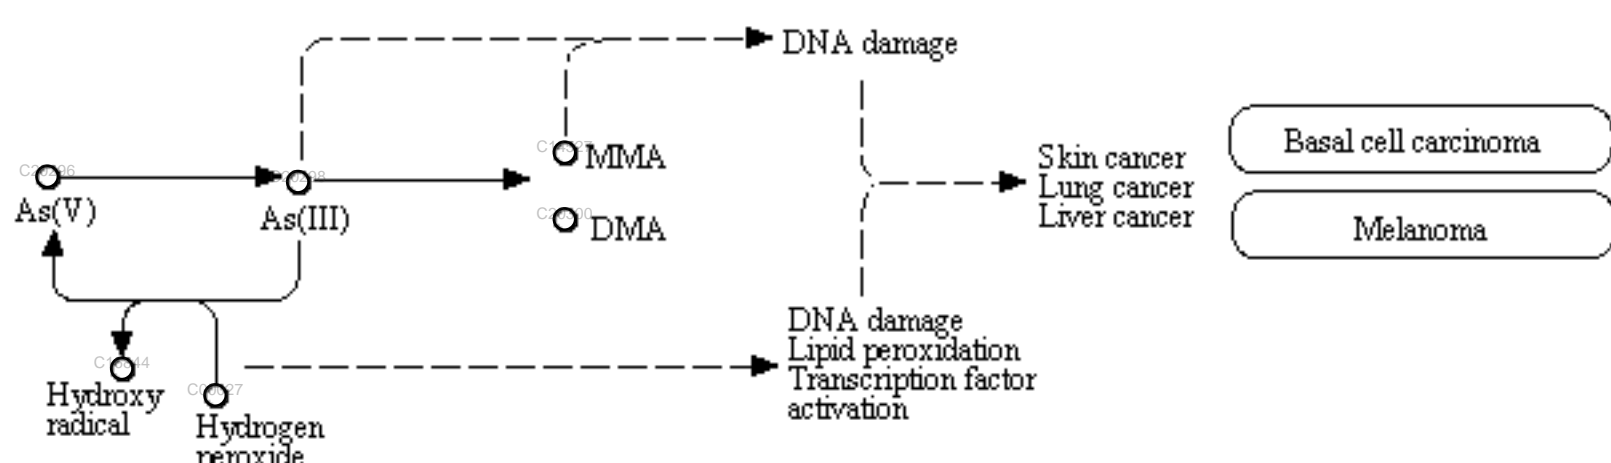 DNA damage
MMA
As(V)
As(III)
DMA
Skin cancer
Lung cancer
Liver cancer
Basal cell carcinoma
Melanoma
Hydroxy
radical
Hydrogen
peroxide
DNA damage
Lipid peroxidation
Transcription factor
activation